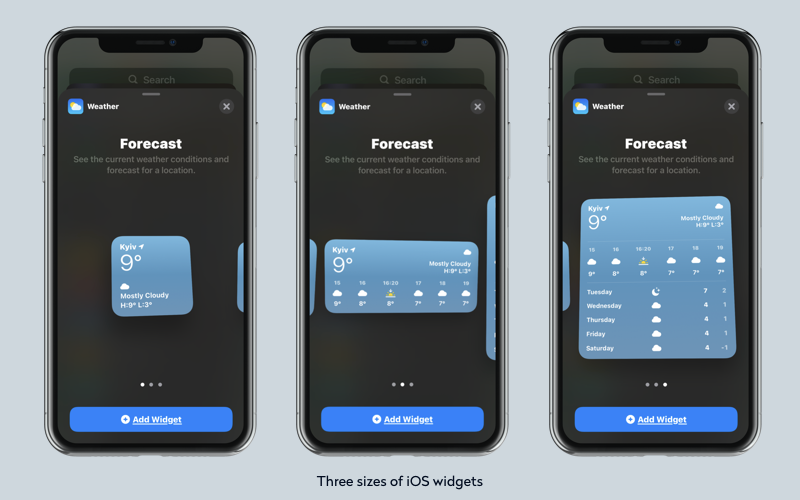 Search
Weather
Forecast
See the current weather conditions and
forecast for a location.
Kyiv
9°
Mostly Cloudy
H:9° L:3°
Add Widget
Search
Weather
Forecast
See the current weather conditions and
forecast for a location.
Kyiv
9°
Mostly Cloudy
H:9° L:3°
15 16 16:20 17 18 19
9° 8° 8° 7° 7° 7°
Add Widget
Search
Weather
Forecast
See the current weather conditions and
forecast for a location.
Kyiv
9°
Mostly Cloudy
H:9° L:3°
15 16 16:20 17 18 19
9° 8° 8° 7° 7° 7°
Tuesday 7 2
Wednesday 4 1
Thursday 4 1
Friday 4 1
Saturday 4 -1
Add Widget
Three sizes of iOS widgets